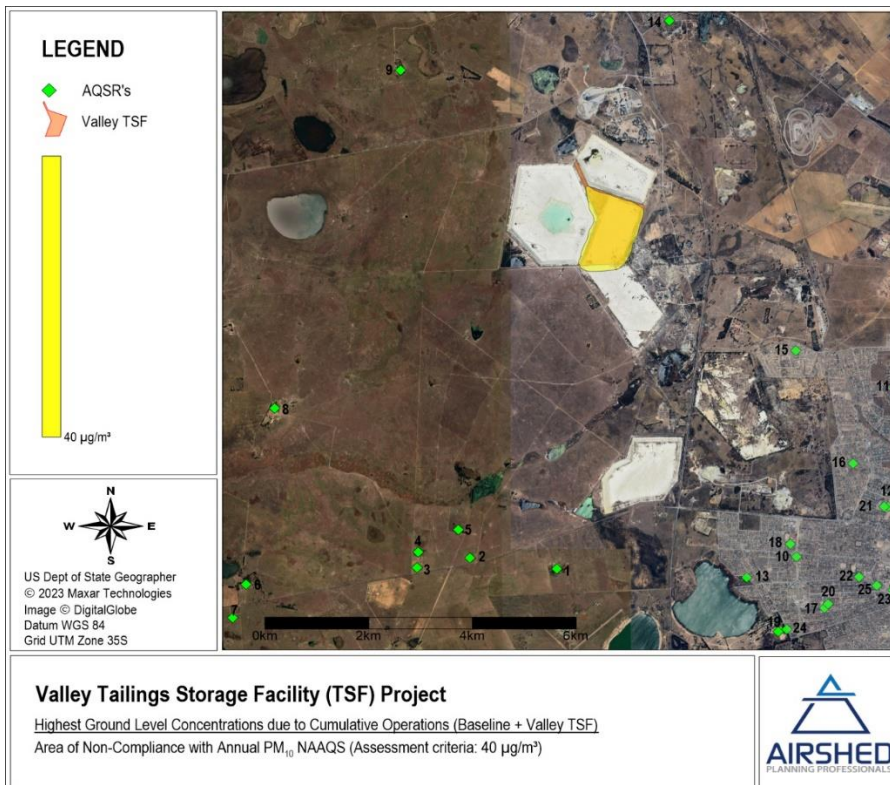 LEGEND
AQSR's
Valley TSF
40 µg/m³
N
W E
S
US Dept of State Geographer
© 2023 Maxar Technologies
Image © DigitalGlobe
Datum WGS 84
Grid UTM Zone 35S
14
9
15
11
8
16
12
21
5
18
4
2
10
3
1
13
22
6
25
23
20
17
7
19
24
0km 2km 4km 6km
Valley Tailings Storage Facility (TSF) Project
Highest Ground Level Concentrations due to Cumulative Operations (Baseline + Valley TSF)
Area of Non-Compliance with Annual PM₁₀ NAAQS (Assessment criteria: 40 µg/m³)
AIRSHED
PLANNING PROFESSIONALS